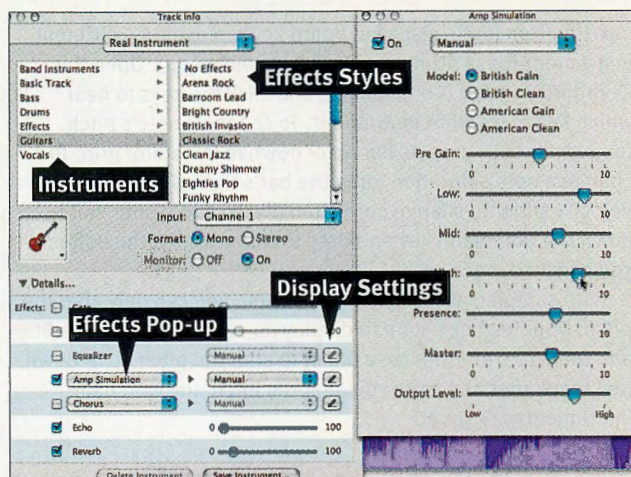 Track Info
Real Instrument
Band Instruments
Basic Track
Bass
Drums
Effects
Guitars
Vocals
No Effects
Arena Rock
Barroom Lead
Bright Country
British Invasion
Classic Rock
Clean Jazz
Dreamy Shimmer
Eighties Pop
Funky Rhythm
Effects Styles
Instruments
Input: Channel 1
Format: Mono Stereo
Monitor: Off On
Details...
Display Settings
Effects:
Effects Pop-up
Equalizer Manual
Amp Simulation Manual
Chorus Manual
Echo 0 100
Reverb 0 100
Delete Instrument Save Instrument...
Amp Simulation
On Manual
Model: British Gain
British Clean
American Gain
American Clean
Pre Gain:
0 10
Low:
0 10
Mid:
0 10
10
Presence:
0 10
Master:
0 10
Output Level:
Low High